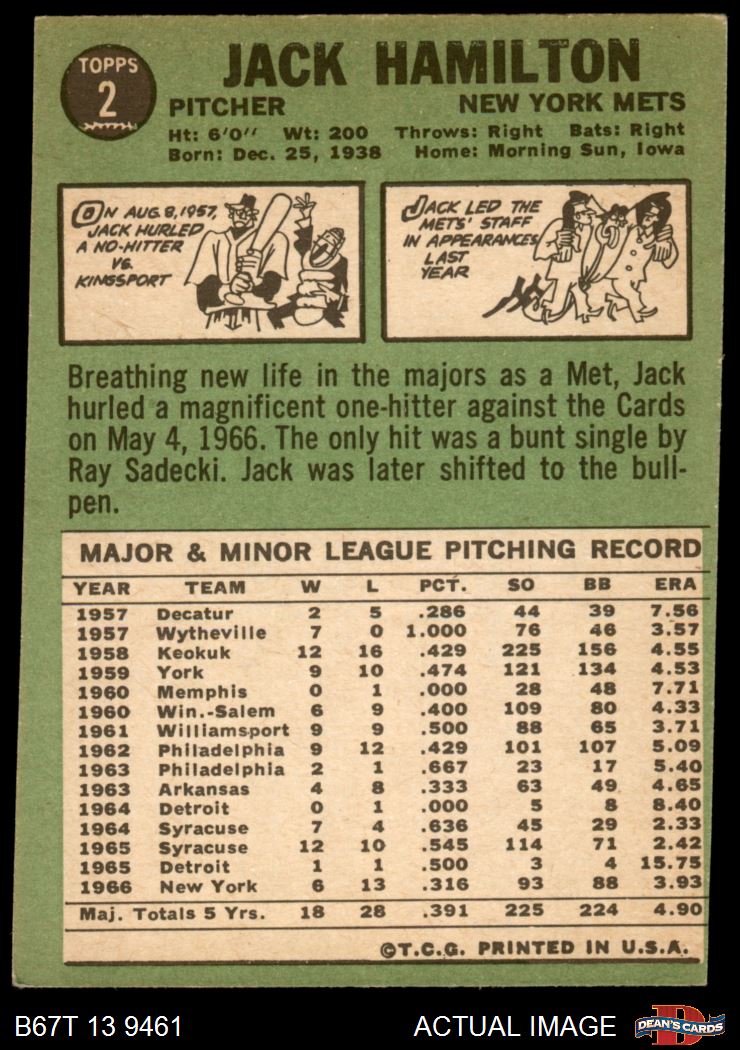 TOPPS
2
JACK HAMILTON
PITCHER NEW YORK METS
Ht: 6'0" Wt: 200 Throws: Right Bats: Right
Born: Dec. 25, 1938 Home: Morning Sun, Iowa
ON AUG. 8, 1957,
JACK HURLED
A NO-HITTER
VS.
KINGSPORT
JACK LED THE
METS' STAFF
IN APPEARANCES
LAST
YEAR
Breathing new life in the majors as a Met, Jack
hurled a magnificent one-hitter against the Cards
on May 4, 1966. The only hit was a bunt single by
Ray Sadecki. Jack was later shifted to the bull-
pen.
MAJOR & MINOR LEAGUE PITCHING RECORD
YEAR TEAM W L PCT. SO BB ERA
1957 Decatur 2 5 .286 44 39 7.56
1957 Wytheville 7 0 1.000 76 46 3.57
1958 Keokuk 12 16 .429 225 156 4.55
1959 York 9 10 .474 121 134 4.53
1960 Memphis 0 1 .000 28 48 7.71
1960 Win.-Salem 6 9 .400 109 80 4.33
1961 Williamsport 9 9 .500 88 65 3.71
1962 Philadelphia 9 12 .429 101 107 5.09
1963 Philadelphia 2 1 .667 23 17 5.40
1963 Arkansas 4 8 .333 63 49 4.65
1964 Detroit 0 1 .000 5 8 8.40
1964 Syracuse 7 4 .636 45 29 2.33
1965 Syracuse 12 10 .545 114 71 2.42
1965 Detroit 1 1 .500 3 4 15.75
1966 New York 6 13 .316 93 88 3.93
Maj. Totals 5 Yrs. 18 28 .391 225 224 4.90
©T.C.G. PRINTED IN U.S.A.
B67T 13 9461 ACTUAL IMAGE
D
DEAN'S CARDS